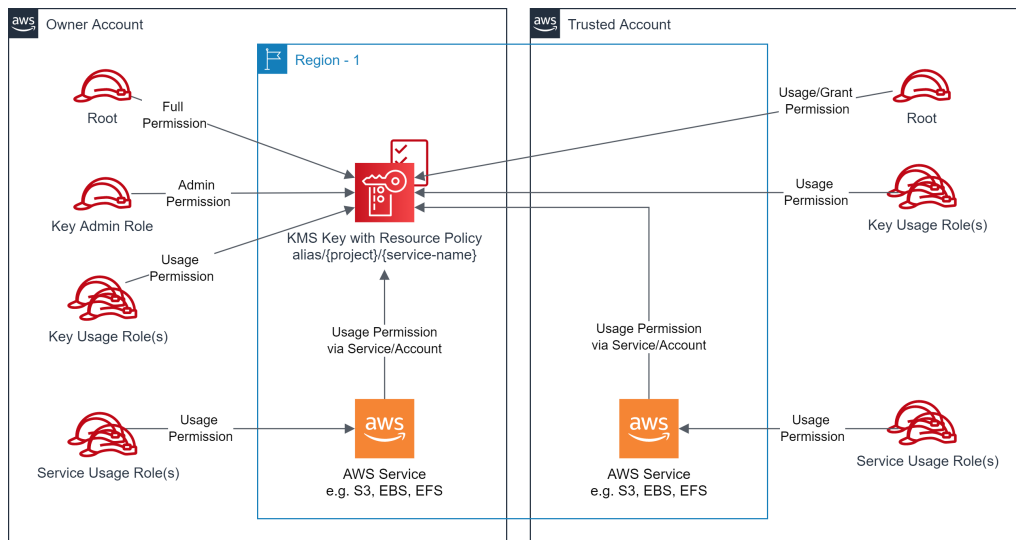 aws
Owner Account
aws
Trusted Account
Region - 1
Root
Full
Permission
Usage/Grant
Permission
Root
Key Admin Role
Admin
Permission
Usage
Permission
Key Usage Role(s)
KMS Key with Resource Policy
alias/{project}/{service-name}
Usage
Permission
Key Usage Role(s)
Usage Permission
via Service/Account
Usage Permission
via Service/Account
Service Usage Role(s)
Usage
Permission
aws
AWS Service
e.g. S3, EBS, EFS
aws
AWS Service
e.g. S3, EBS, EFS
Usage
Permission
Service Usage Role(s)